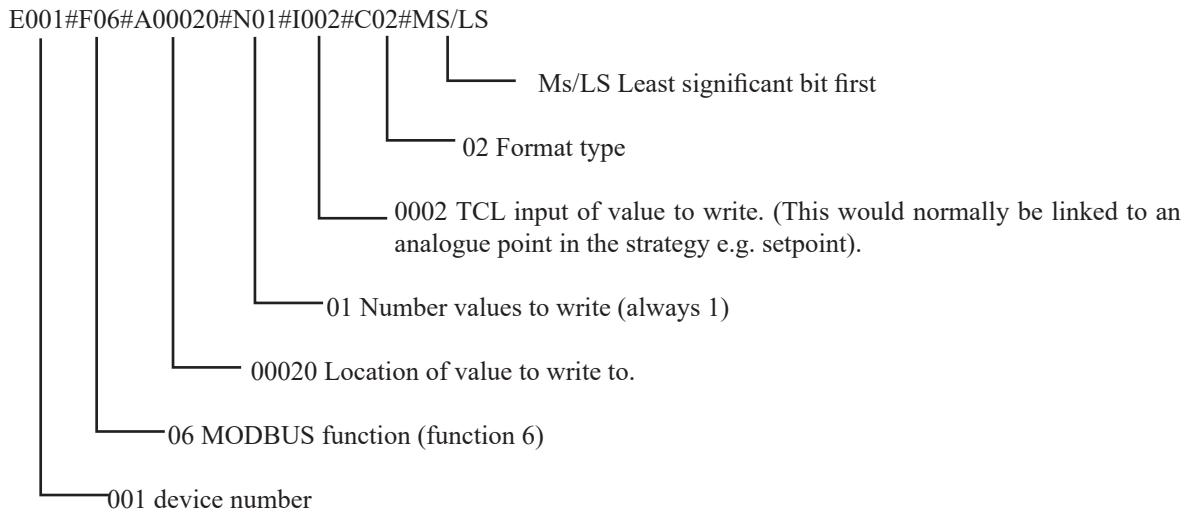 E001#F06#A00020#N01#I002#C02#MS/LS
Ms/LS Least significant bit first
02 Format type
0002 TCL input of value to write. (This would normally be linked to an
analogue point in the strategy e.g. setpoint).
01 Number values to write (always 1)
00020 Location of value to write to.
06 MODBUS function (function 6)
001 device number